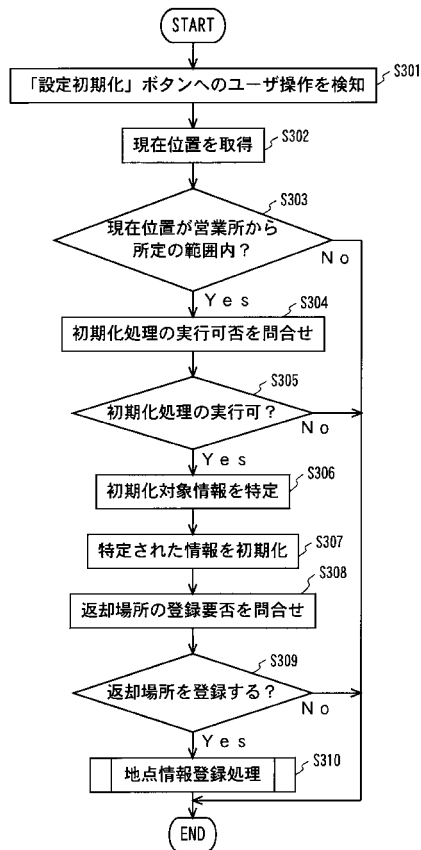 START
「設定初期化」ボタンへのユーザ操作を検知
S301
現在位置を取得
S302
現在位置が営業所から
所定の範囲内?
S303
No
Yes
初期化処理の実行可否を問合せ
S304
初期化処理の実行可?
S305
No
Yes
初期化対象情報を特定
S306
特定された情報を初期化
S307
返却場所の登録要否を問合せ
S308
返却場所を登録する?
S309
No
Yes
地点情報登録処理
S310
END